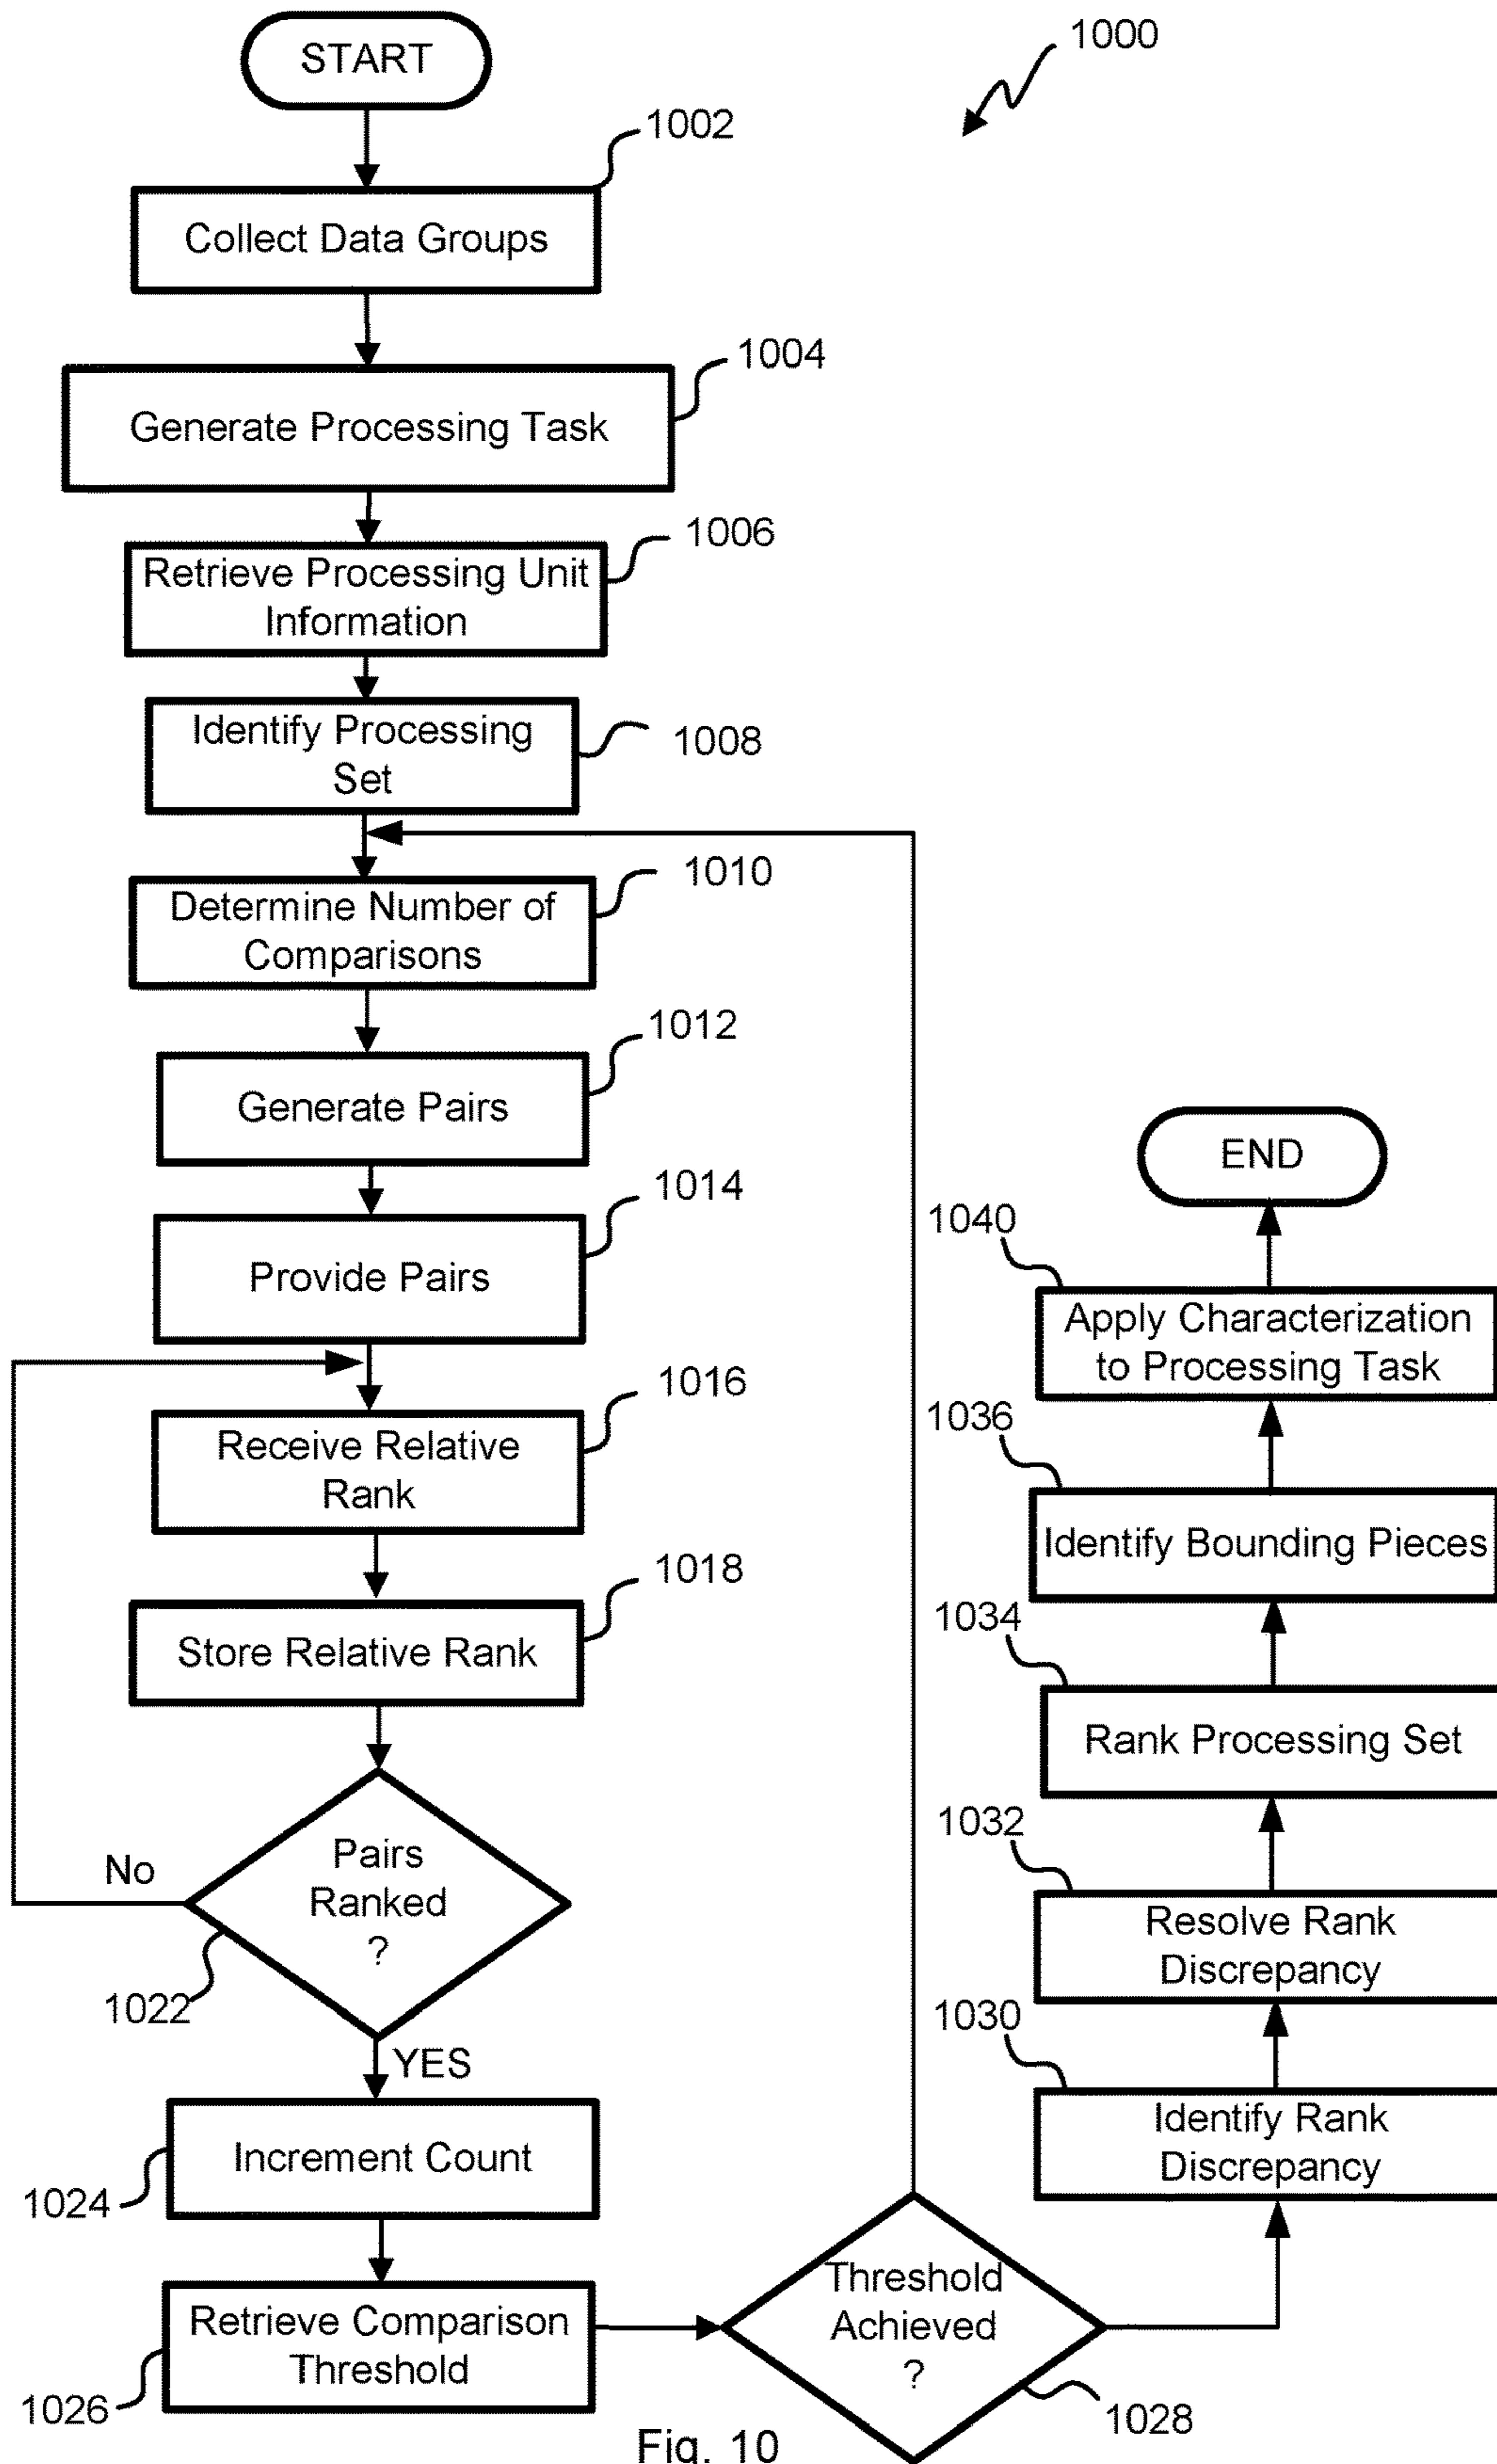 START
1000
1002
Collect Data Groups
1004
Generate Processing Task
1006
Retrieve Processing Unit
Information
1008
Identify Processing
Set
1010
Determine Number of
Comparisons
1012
Generate Pairs
1014
Provide Pairs
1016
Receive Relative
Rank
1018
Store Relative Rank
Pairs
Ranked
?
No
1022
YES
Increment Count
1024
Retrieve Comparison
Threshold
1026
Threshold
Achieved
?
1028
Identify Rank
Discrepancy
1030
Resolve Rank
Discrepancy
1032
Rank Processing Set
1034
Identify Bounding Pieces
1036
Apply Characterization
to Processing Task
1040
END
Fig. 10